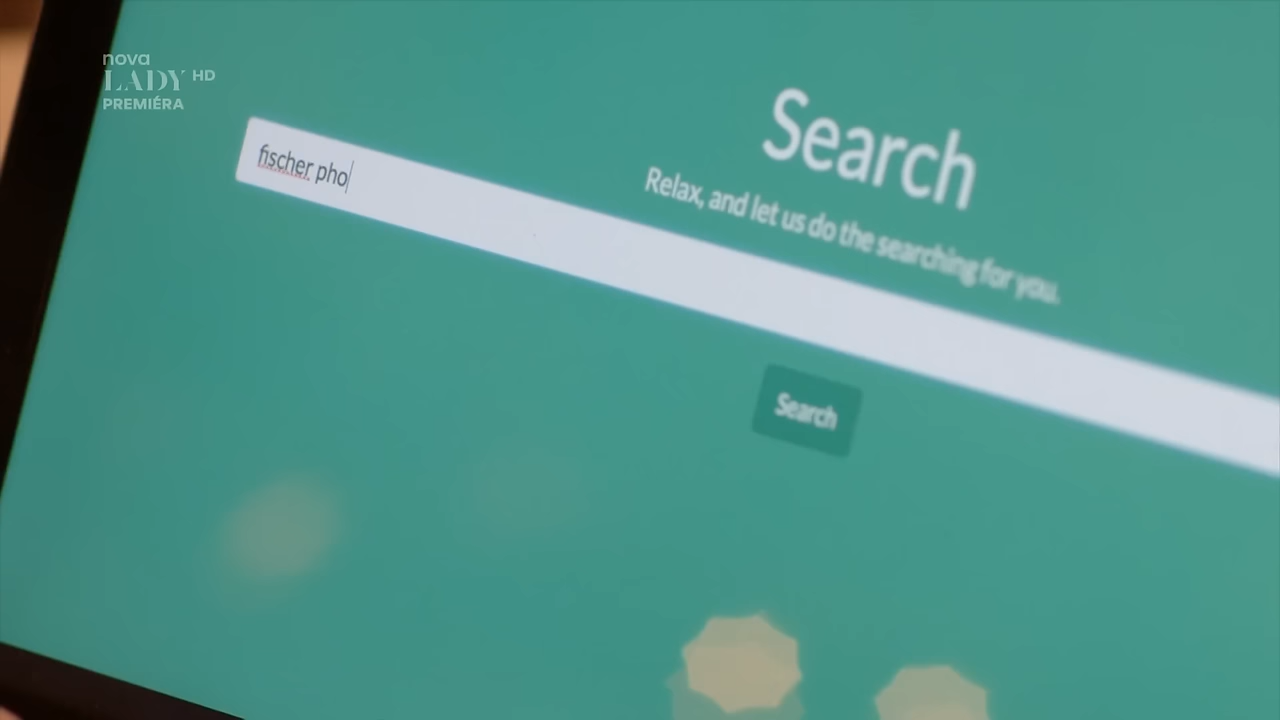 nova
LADY HD
PREMIÉRA
Search
Relax, and let us do the searching for you.
fischer pho
Search